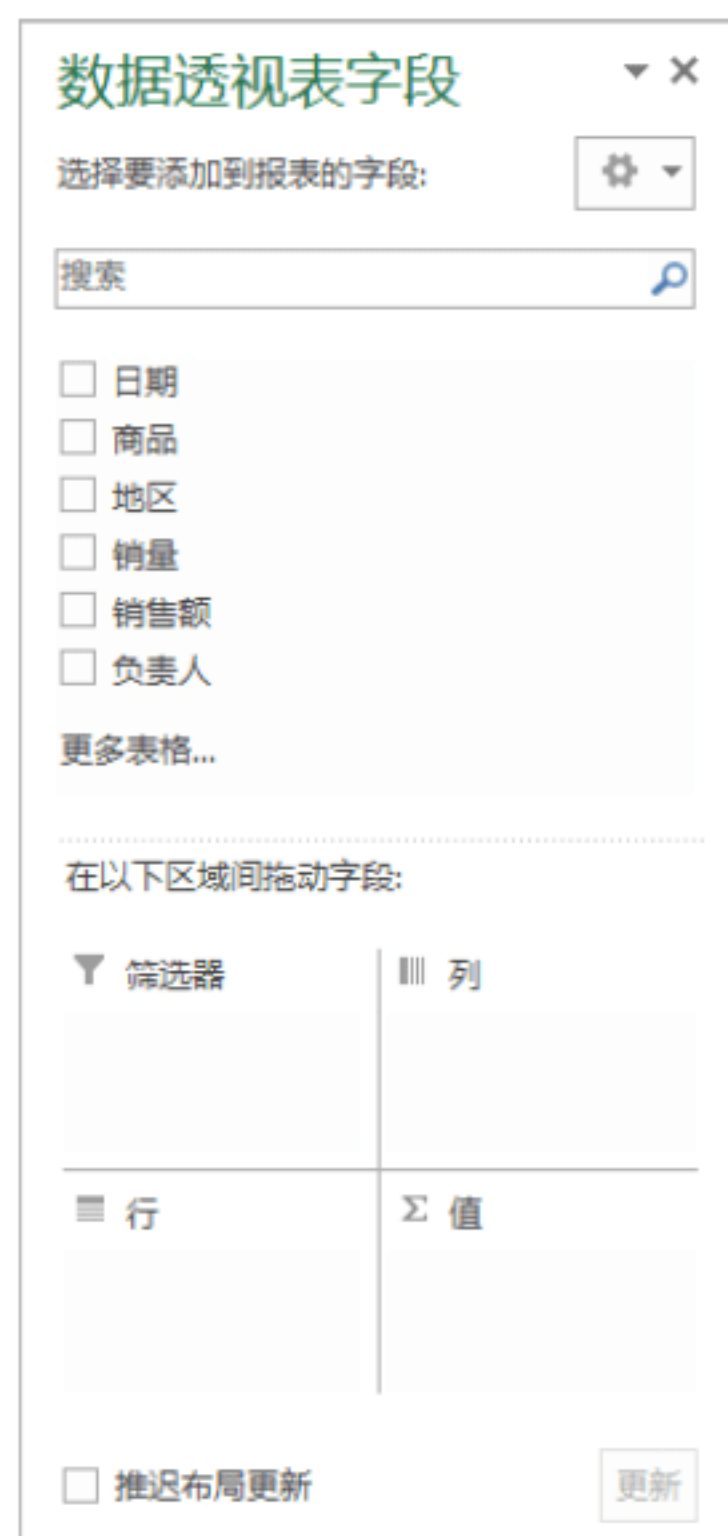 数据透视表字段
选择要添加到报表的字段:
搜索
日期
商品
地区
销量
销售额
负责人
更多表格...
在以下区域间拖动字段:
筛选器
列
行
Σ 值
推迟布局更新
更新